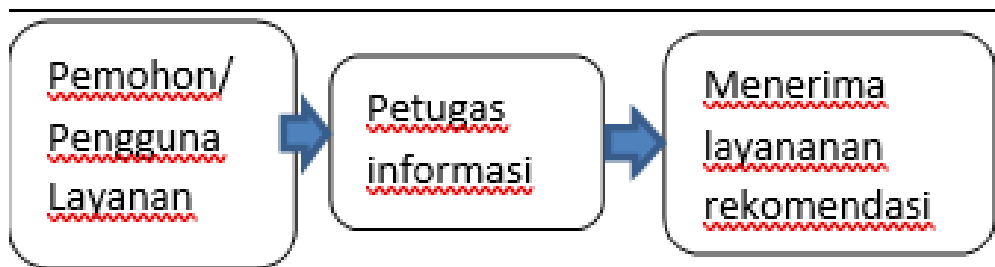 Pemohon/
Pengguna
Layanan
Petugas
informasi
Menerima
layananan
rekomendasi